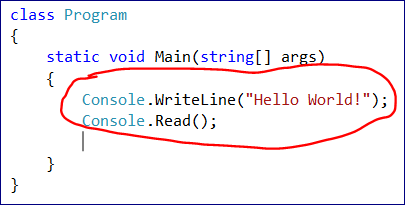 class Program
{
    static void Main(string[] args)
    {
        Console.WriteLine("Hello World!");
        Console.Read();
    }
}